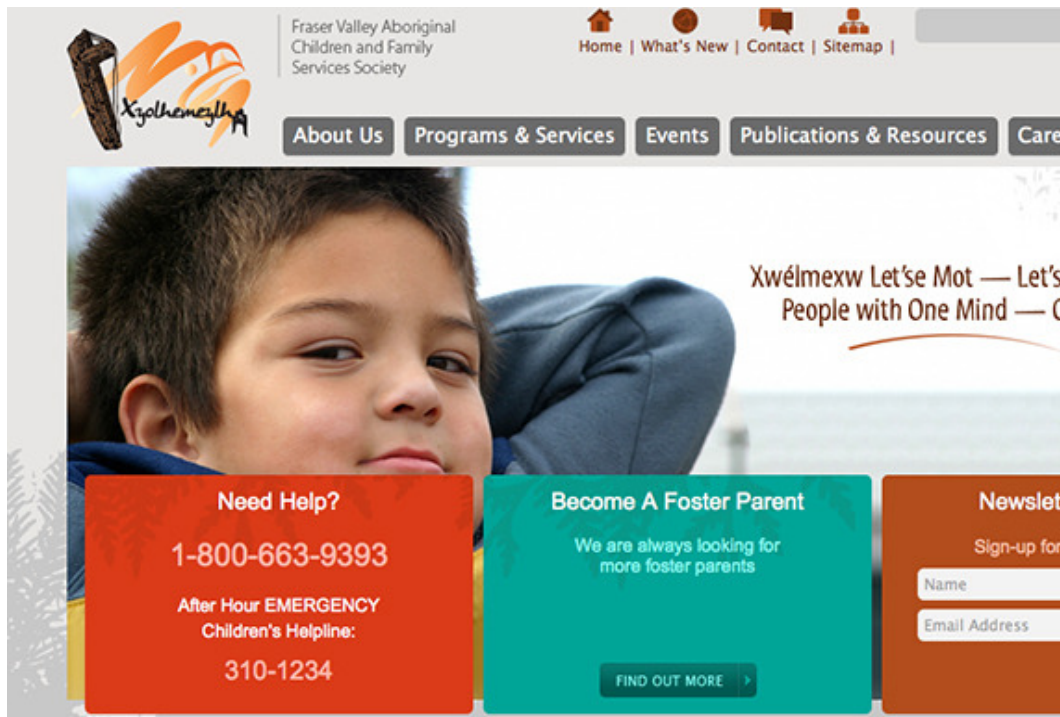 Xyolhemeylh
Fraser Valley Aboriginal
Children and Family
Services Society
Home | What's New | Contact | Sitemap |
About Us
Programs & Services
Events
Publications & Resources
Care
Xwélmexw Let'se Mot — Let's
People with One Mind —
Need Help?
1-800-663-9393
After Hour EMERGENCY
Children's Helpline:
310-1234
Become A Foster Parent
We are always looking for
more foster parents
FIND OUT MORE
Newslet
Sign-up for
Name
Email Address